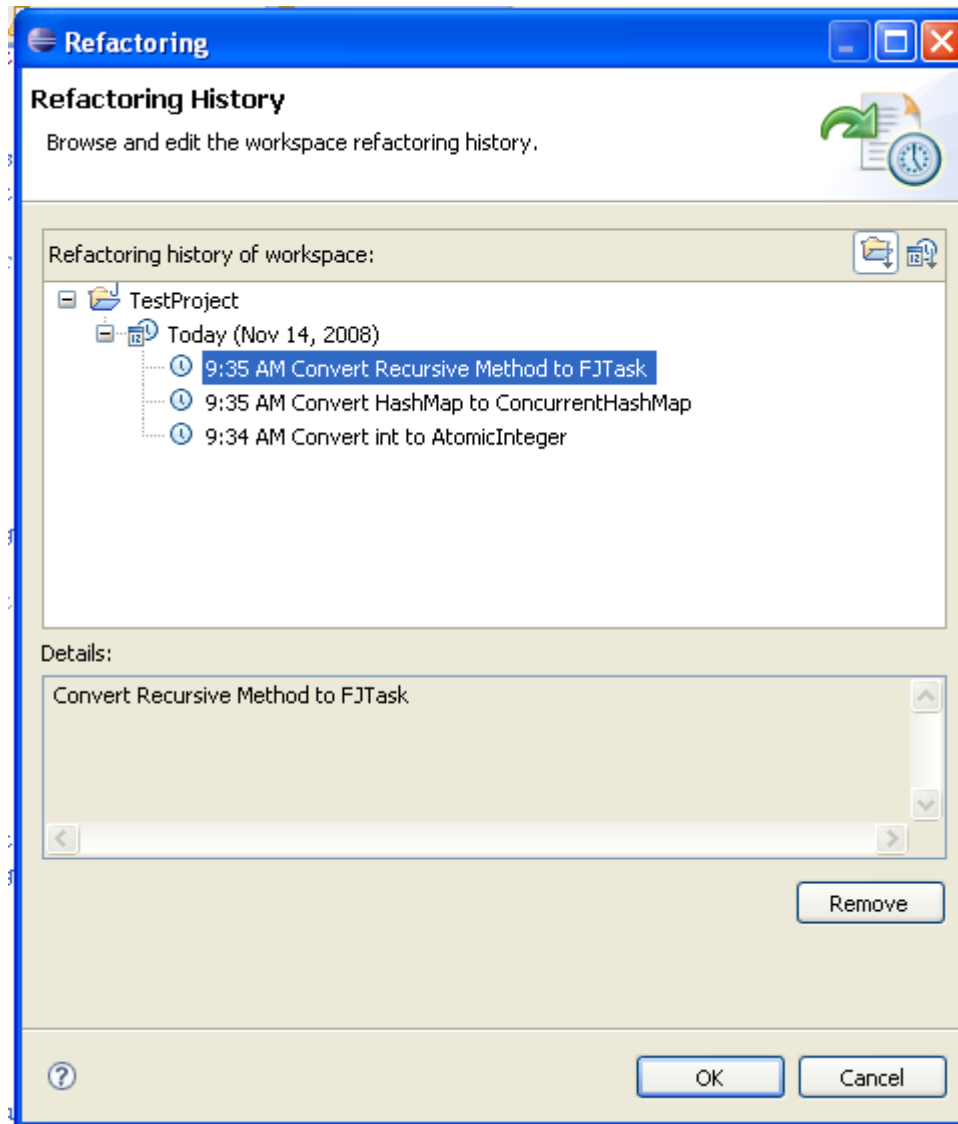 Refactoring
Refactoring History
Browse and edit the workspace refactoring history.
Refactoring history of workspace:
TestProject
Today (Nov 14, 2008)
9:35 AM Convert Recursive Method to FJTask
9:35 AM Convert HashMap to ConcurrentHashMap
9:34 AM Convert int to AtomicInteger
Details:
Convert Recursive Method to FJTask
Remove
OK
Cancel